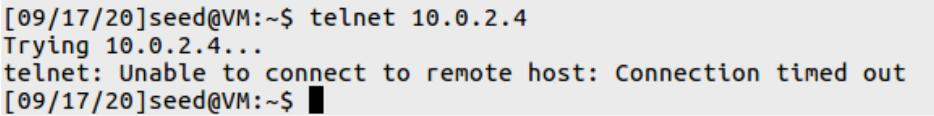 [09/17/20]seed@VM:~$ telnet 10.0.2.4
Trying 10.0.2.4...
telnet: Unable to connect to remote host: Connection timed out
[09/17/20]seed@VM:~$